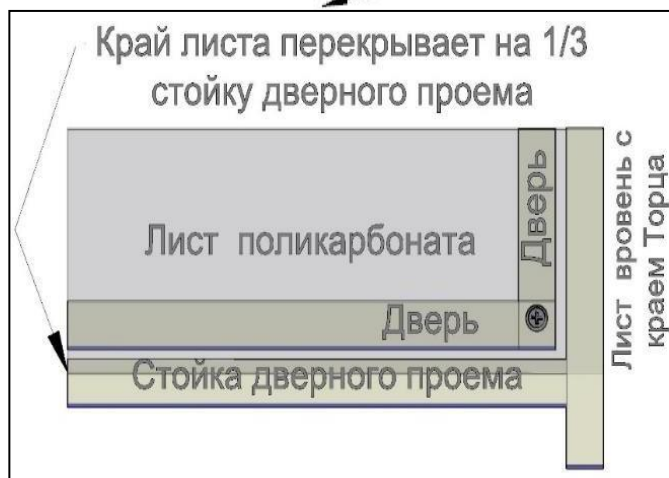 Край листа перекрывает на 1/3
стойку дверного проема
Лист поликарбоната
Дверь
Дверь
Стойка дверного проема
Лист вровень с
краем Торца